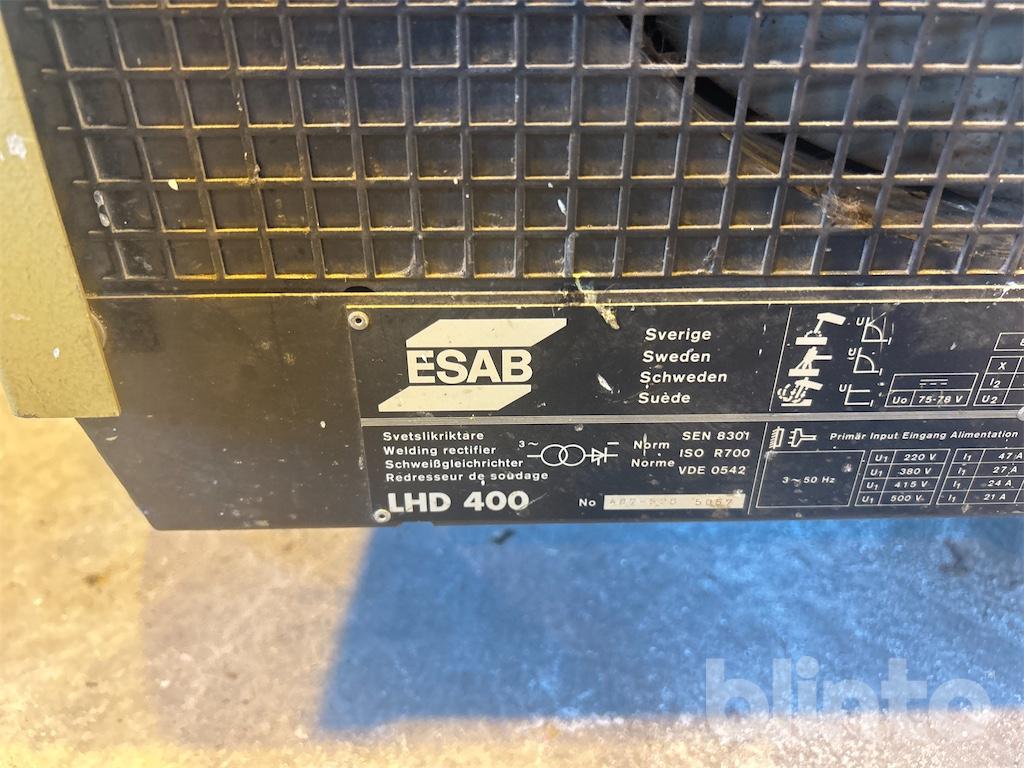 ESAB
Sverige
Sweden
Schweden
Suède
U
U
U
Uo 75-78 V
X
I2
U2
Svetslikriktare
Welding rectifier
Schweißgleichrichter
Redresseur de soudage
LHD 400
3~
Norm
Norme
SEN 8301
ISO R700
VDE 0542
No 5067
Primär Input Eingang Alimentation
3~50 Hz
U1 220 V I1 47 A
U1 380 V I1 27 A
U1 415 V I1 24 A
U1 500 V I1 21 A
blinto